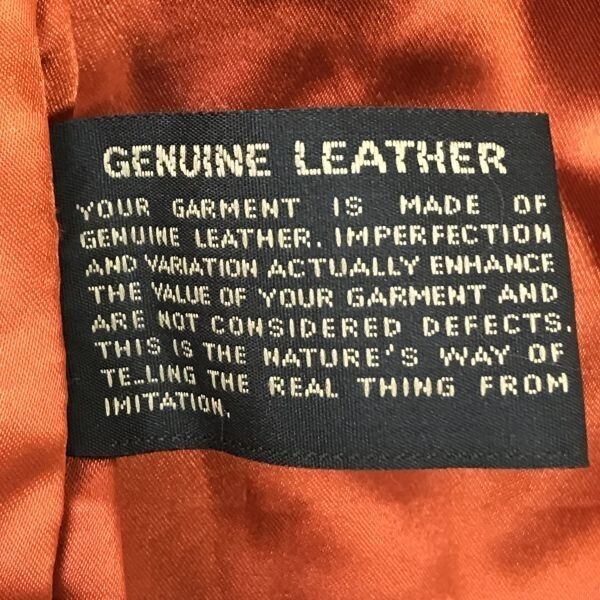 GENUINE LEATHER
YOUR GARMENT IS MADE OF
GENUINE LEATHER. IMPERFECTION
AND VARIATION ACTUALLY ENHANCE
THE VALUE OF YOUR GARMENT AND
ARE NOT CONSIDERED DEFECTS.
THIS IS THE NATURE'S WAY OF
TELLING THE REAL THING FROM
IMITATION.